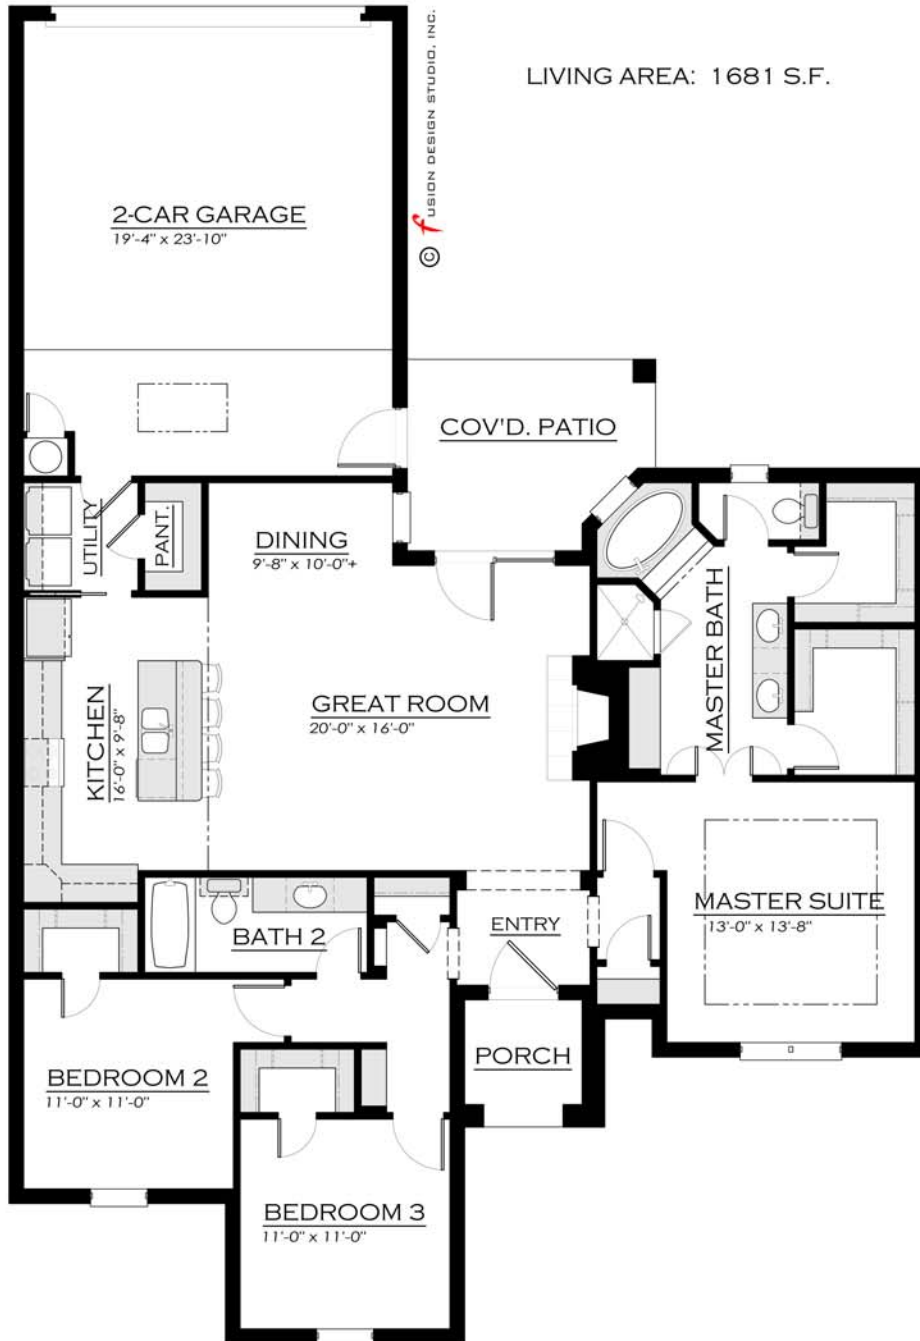 LIVING AREA: 1681 S.F.
© fUSION DESIGN STUDIO, INC.
2-CAR GARAGE
19'-4" x 23'-10"
COV'D. PATIO
UTILITY
PANT.
DINING
9'-8" x 10'-0"+
MASTER BATH
GREAT ROOM
20'-0" x 16'-0"
KITCHEN
16'-0" x 9'-8"
MASTER SUITE
13'-0" x 13'-8"
BATH 2
ENTRY
PORCH
BEDROOM 2
11'-0" x 11'-0"
BEDROOM 3
11'-0" x 11'-0"